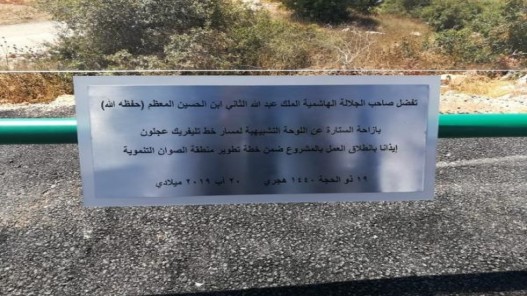 تفضل صاحب الجلالة الهاشمية الملك عبد الله الثاني ابن الحسين المعظم (حفظه الله)
بازاحة الستارة عن اللوحة التشبيهية لمسار خط تلفريك عجلون
إيذانا بانطلاق العمل بالمشروع ضمن خطة تطوير منطقة الصوان التنموية
١٩ ذو الحجة ١٤٤٠ هجري ٢٠ آب ٢٠١٩ ميلادي